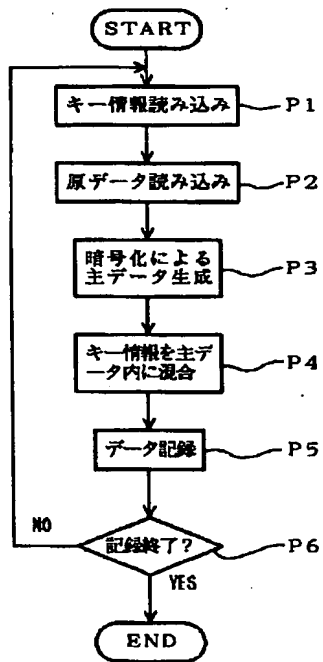 START
キー情報読み込み
P1
原データ読み込み
P2
暗号化による
主データ生成
P3
キー情報を主デ
ータ内に混合
P4
データ記録
P5
NO
記録終了?
P6
YES
END